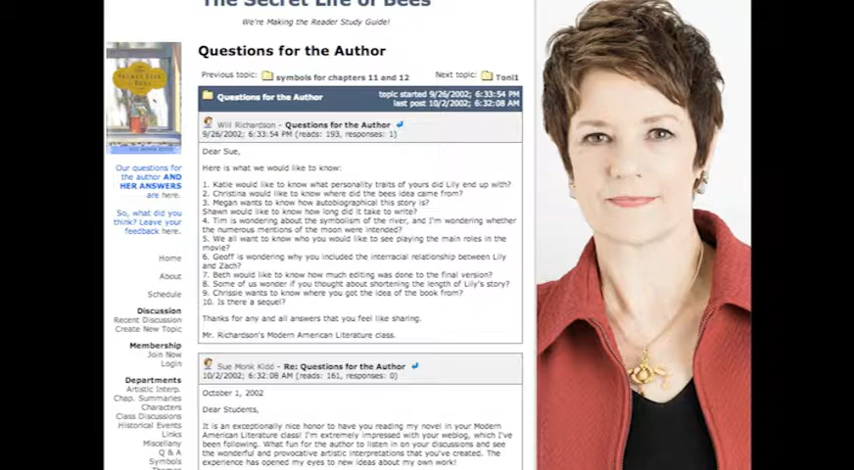 The Secret Life of Bees
We're Making the Reader Study Guide!
Questions for the Author
Previous topic: symbols for chapters 11 and 12 Next topic: Toni1
Questions for the Author
topic started 9/26/2002; 6:33:54 PM
last post 10/2/2002; 6:32:08 AM
Will Richardson - Questions for the Author
9/26/2002; 6:33:54 PM (reads: 193, responses: 1)
Dear Sue,
Here is what we would like to know:
1. Katie would like to know what personality traits of yours did Lily end up with?
2. Christina would like to know where did the bees idea came from?
3. Megan wants to know how autobiographical this story is?
Shawn would like to know how long did it take to write?
4. Tim is wondering about the symbolism of the river, and I'm wondering whether
the numerous mentions of the moon were intended?
5. We all want to know who you would like to see playing the main roles in the
movie?
6. Geoff is wondering why you included the interracial relationship between Lily
and Zach?
7. Beth would like to know how much editing was done to the final version?
8. Some of us wonder if you thought about shortening the length of Lily's story?
9. Chrissie wants to know where you got the idea of the book from?
10. Is there a sequel?
Thanks for any and all answers that you feel like sharing.
Mr. Richardson's Modern American Literature class.
Sue Monk Kidd - Re: Questions for the Author
10/2/2002; 6:32:08 AM (reads: 161, responses: 0)
October 1, 2002
Dear Students,
It is an exceptionally nice honor to have you reading my novel in your Modern
American Literature class! I'm extremely impressed with your weblog, which I've
been following. What fun for the author to listen in on your discussions and see
the wonderful and provocative artistic interpretations that you've created. The
experience has opened my eyes to new ideas about my own work!
Secret Life
Bees
Our questions for
the author AND
HER ANSWERS
are here.
So, what did you
think? Leave your
feedback here.
Home
About
Schedule
Discussion
Recent Discussion
Create New Topic
Membership
Join Now
Login
Departments
Artistic Interp.
Chap. Summaries
Characters
Class Discussions
Historical Events
Links
Miscellany
Q & A
Symbols